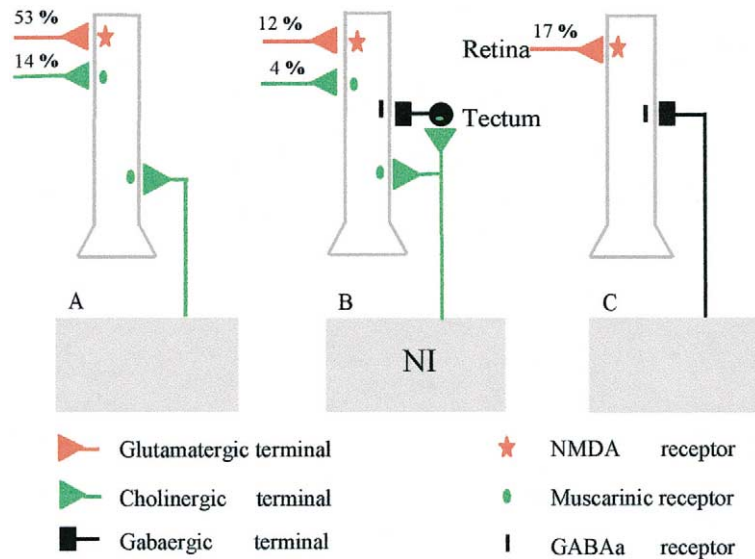 53 %
14 %
12 %
4 %
Retina 17 %
Tectum
A
B
C
NI
Glutamatergic terminal
NMDA receptor
Cholinergic terminal
Muscarinic receptor
Gabaergic terminal
GABAa receptor